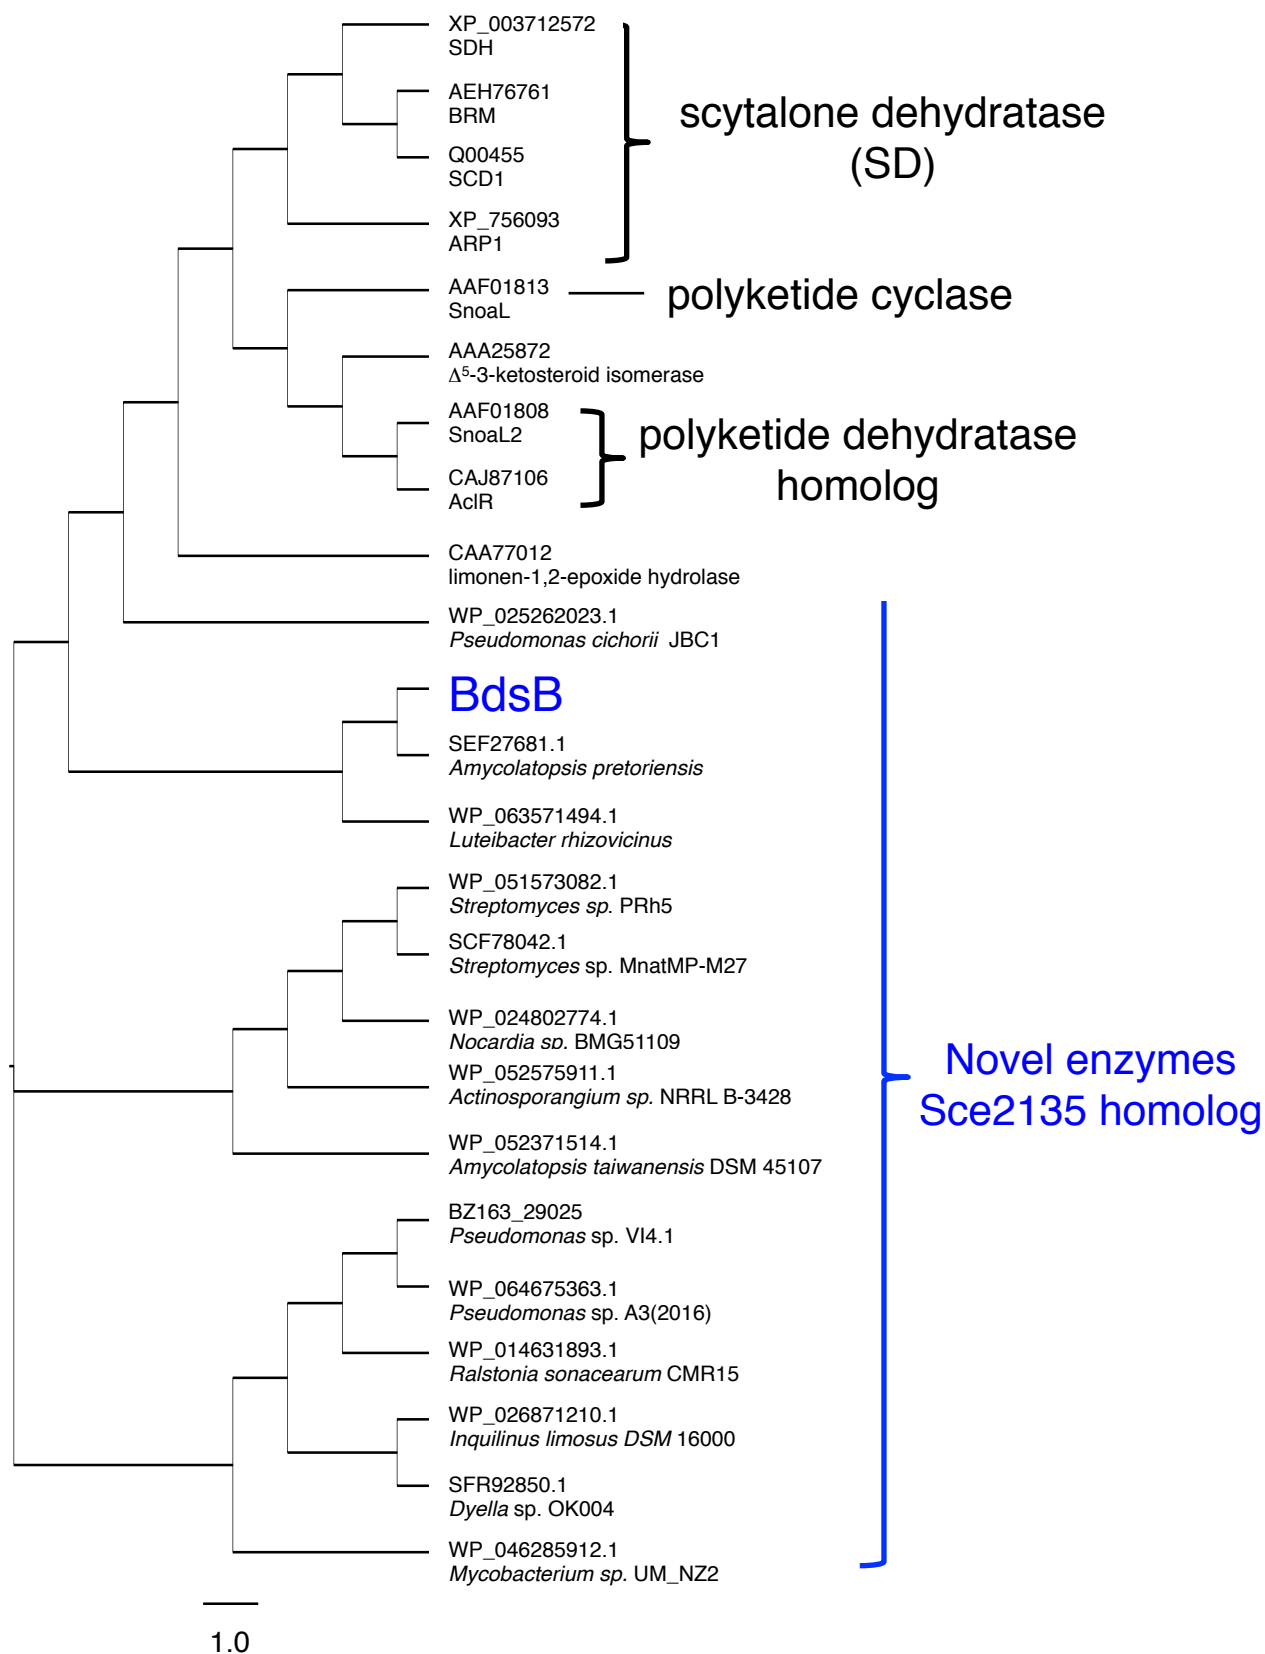 XP_003712572
SDH
AEH76761
BRM
Q00455
SCD1
XP_756093
ARP1
scytalone dehydratase
(SD)
AAF01813
SnoaL
polyketide cyclase
AAA25872
Δ⁵-3-ketosteroid isomerase
AAF01808
SnoaL2
CAJ87106
AclR
polyketide dehydratase
homolog
CAA77012
limonen-1,2-epoxide hydrolase
WP_025262023.1
Pseudomonas cichorii JBC1
BdsB
SEF27681.1
Amycolatopsis pretoriensis
WP_063571494.1
Luteibacter rhizovicinus
WP_051573082.1
Streptomyces sp. PRh5
SCF78042.1
Streptomyces sp. MnatMP-M27
WP_024802774.1
Nocardia sp. BMG51109
WP_052575911.1
Actinosporangium sp. NRRL B-3428
WP_052371514.1
Amycolatopsis taiwanensis DSM 45107
Novel enzymes
Sce2135 homolog
BZ163_29025
Pseudomonas sp. VI4.1
WP_064675363.1
Pseudomonas sp. A3(2016)
WP_014631893.1
Ralstonia sonacearum CMR15
WP_026871210.1
Inquilinus limosus DSM 16000
SFR92850.1
Dyella sp. OK004
WP_046285912.1
Mycobacterium sp. UM_NZ2
1.0